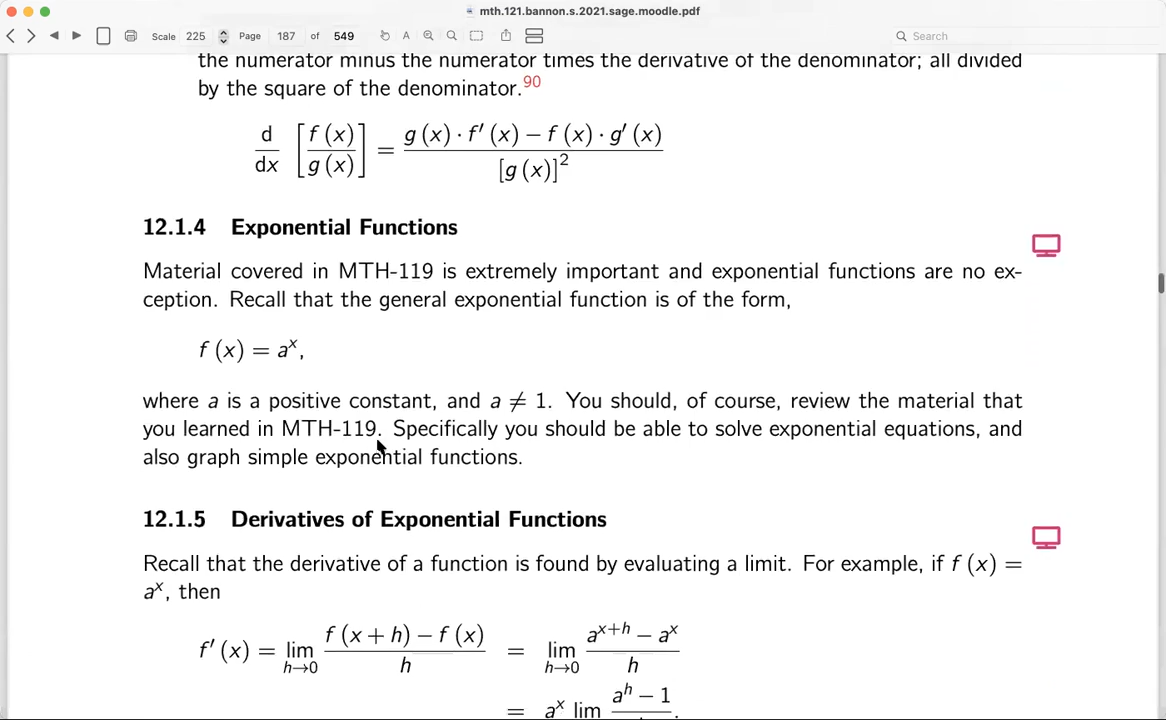 mth.121.bannon.s.2021.sage.moodle.pdf
Scale 225 Page 187 of 549 A Search
the numerator minus the numerator times the derivative of the denominator; all divided
by the square of the denominator.90
d/dx [f (x)/g (x)] = g (x) · f′ (x) − f (x) · g′ (x)/[g (x)]²
12.1.4 Exponential Functions
Material covered in MTH-119 is extremely important and exponential functions are no ex-
ception. Recall that the general exponential function is of the form,
f (x) = aˣ,
where a is a positive constant, and a ≠ 1. You should, of course, review the material that
you learned in MTH-119. Specifically you should be able to solve exponential equations, and
also graph simple exponential functions.
12.1.5 Derivatives of Exponential Functions
Recall that the derivative of a function is found by evaluating a limit. For example, if f (x) =
aˣ, then
f′ (x) = lim h→0 f (x + h) − f (x)/h = lim h→0 aˣ⁺ʰ − aˣ/h
= aˣ lim aʰ − 1